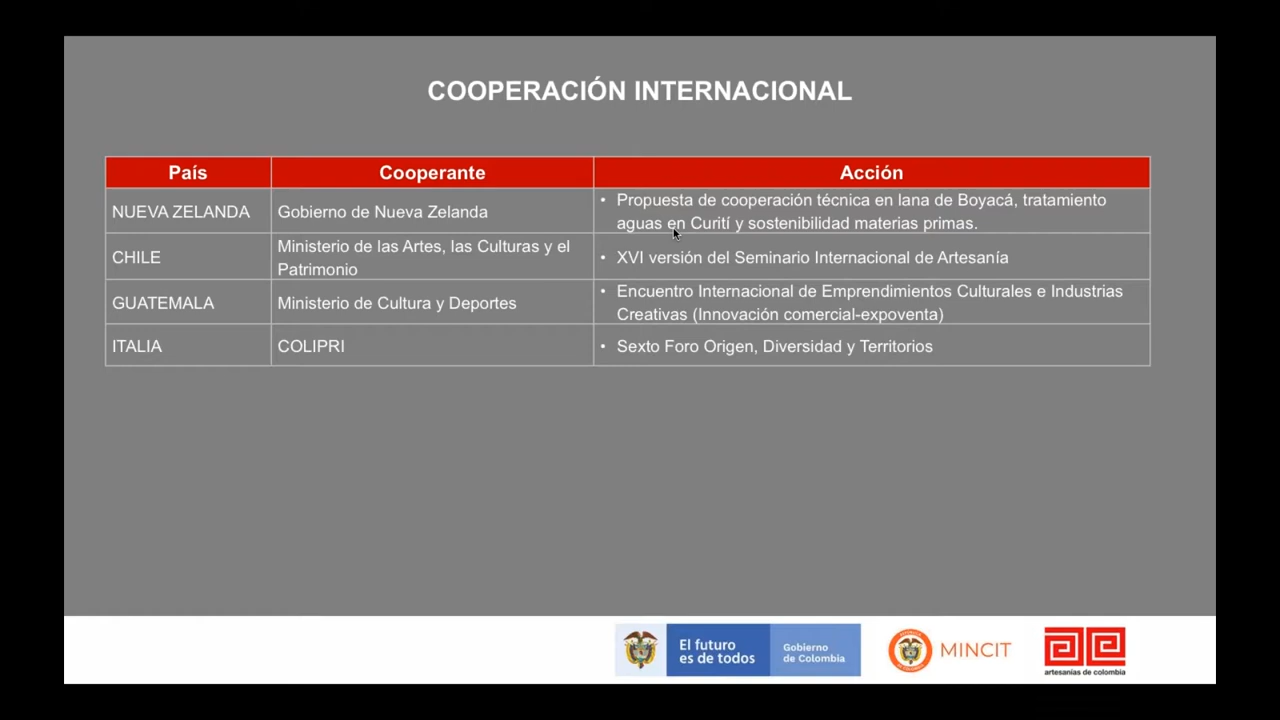 COOPERACIÓN INTERNACIONAL
País Cooperante Acción
NUEVA ZELANDA Gobierno de Nueva Zelanda • Propuesta de cooperación técnica en lana de Boyacá, tratamiento
aguas en Curití y sostenibilidad materias primas.
CHILE Ministerio de las Artes, las Culturas y el
Patrimonio • XVI versión del Seminario Internacional de Artesanía
GUATEMALA Ministerio de Cultura y Deportes • Encuentro Internacional de Emprendimientos Culturales e Industrias
Creativas (Innovación comercial-expoventa)
ITALIA COLIPRI • Sexto Foro Origen, Diversidad y Territorios
El futuro
es de todos
Gobierno
de Colombia
MINCIT
artesanías de colombia